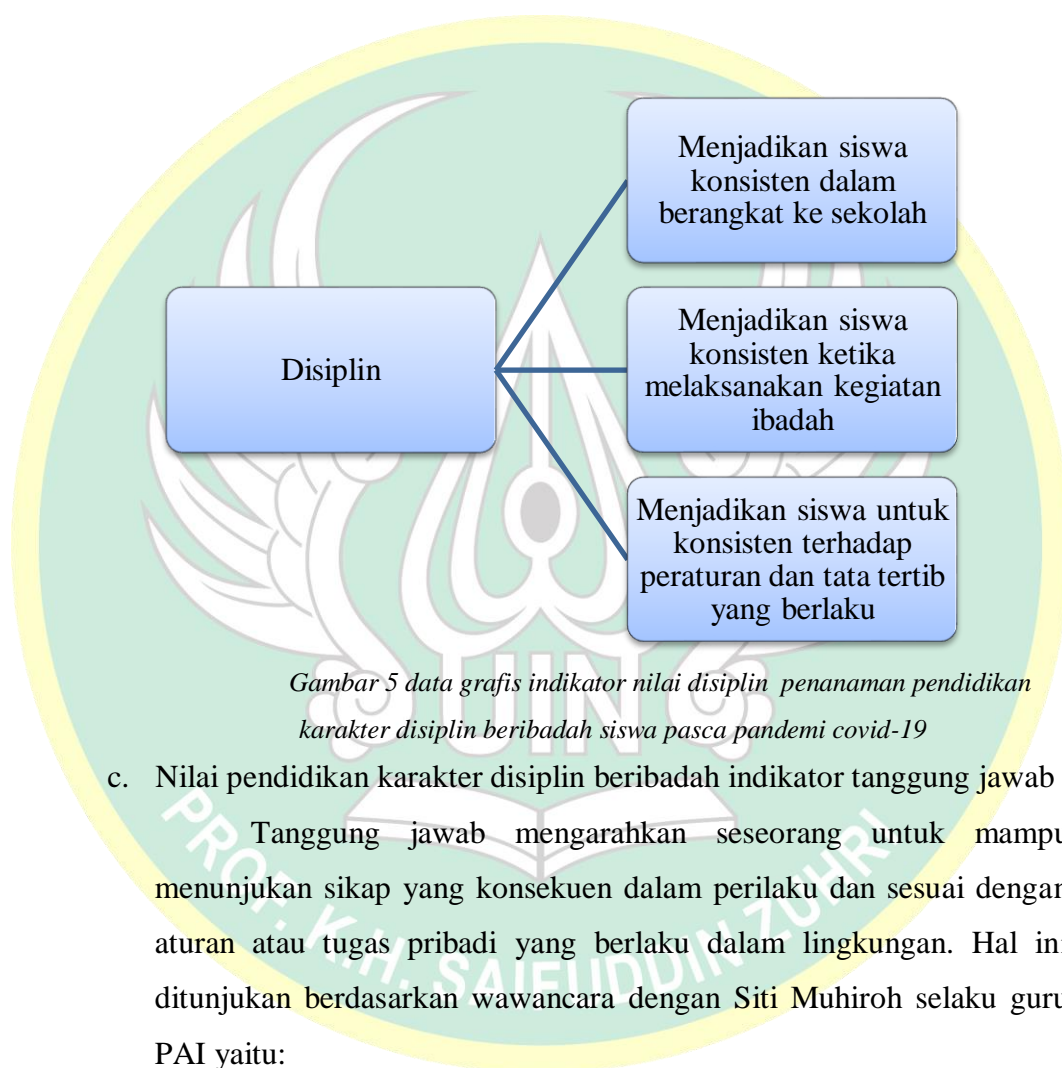 Menjadikan siswa
konsisten dalam
berangkat ke sekolah
Disiplin
Menjadikan siswa
konsisten ketika
melaksanakan kegiatan
ibadah
Menjadikan siswa untuk
konsisten terhadap
peraturan dan tata tertib
yang berlaku
Gambar 5 data grafis indikator nilai disiplin penanaman pendidikan
karakter disiplin beribadah siswa pasca pandemi covid-19
c. Nilai pendidikan karakter disiplin beribadah indikator tanggung jawab
Tanggung jawab mengarahkan seseorang untuk mampu
menunjukan sikap yang konsekuen dalam perilaku dan sesuai dengan
aturan atau tugas pribadi yang berlaku dalam lingkungan. Hal ini
ditunjukan berdasarkan wawancara dengan Siti Muhiroh selaku guru
PAI yaitu:
UIN
PROF. K.H. SAIFUDDIN ZUHRI